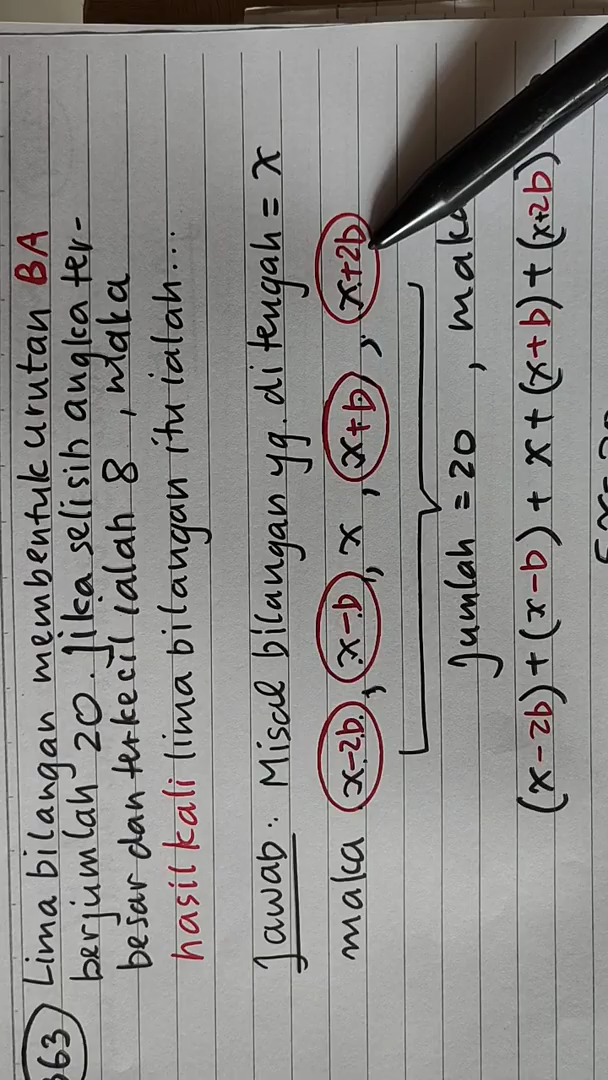 363
Lima bilangan membentuk urutan BA
berjumlah 20. Jika selisih angka ter-
besar dan terkecil ialah 8, maka
hasil kali lima bilangan itu ialah...
Jawab: Misal bilangan yg. di tengah = x
maka x-2b, x-b, x, x+b, x+2b
Jumlah = 20, maka
(x-2b)+(x-b)+x+(x+b)+(x+2b)